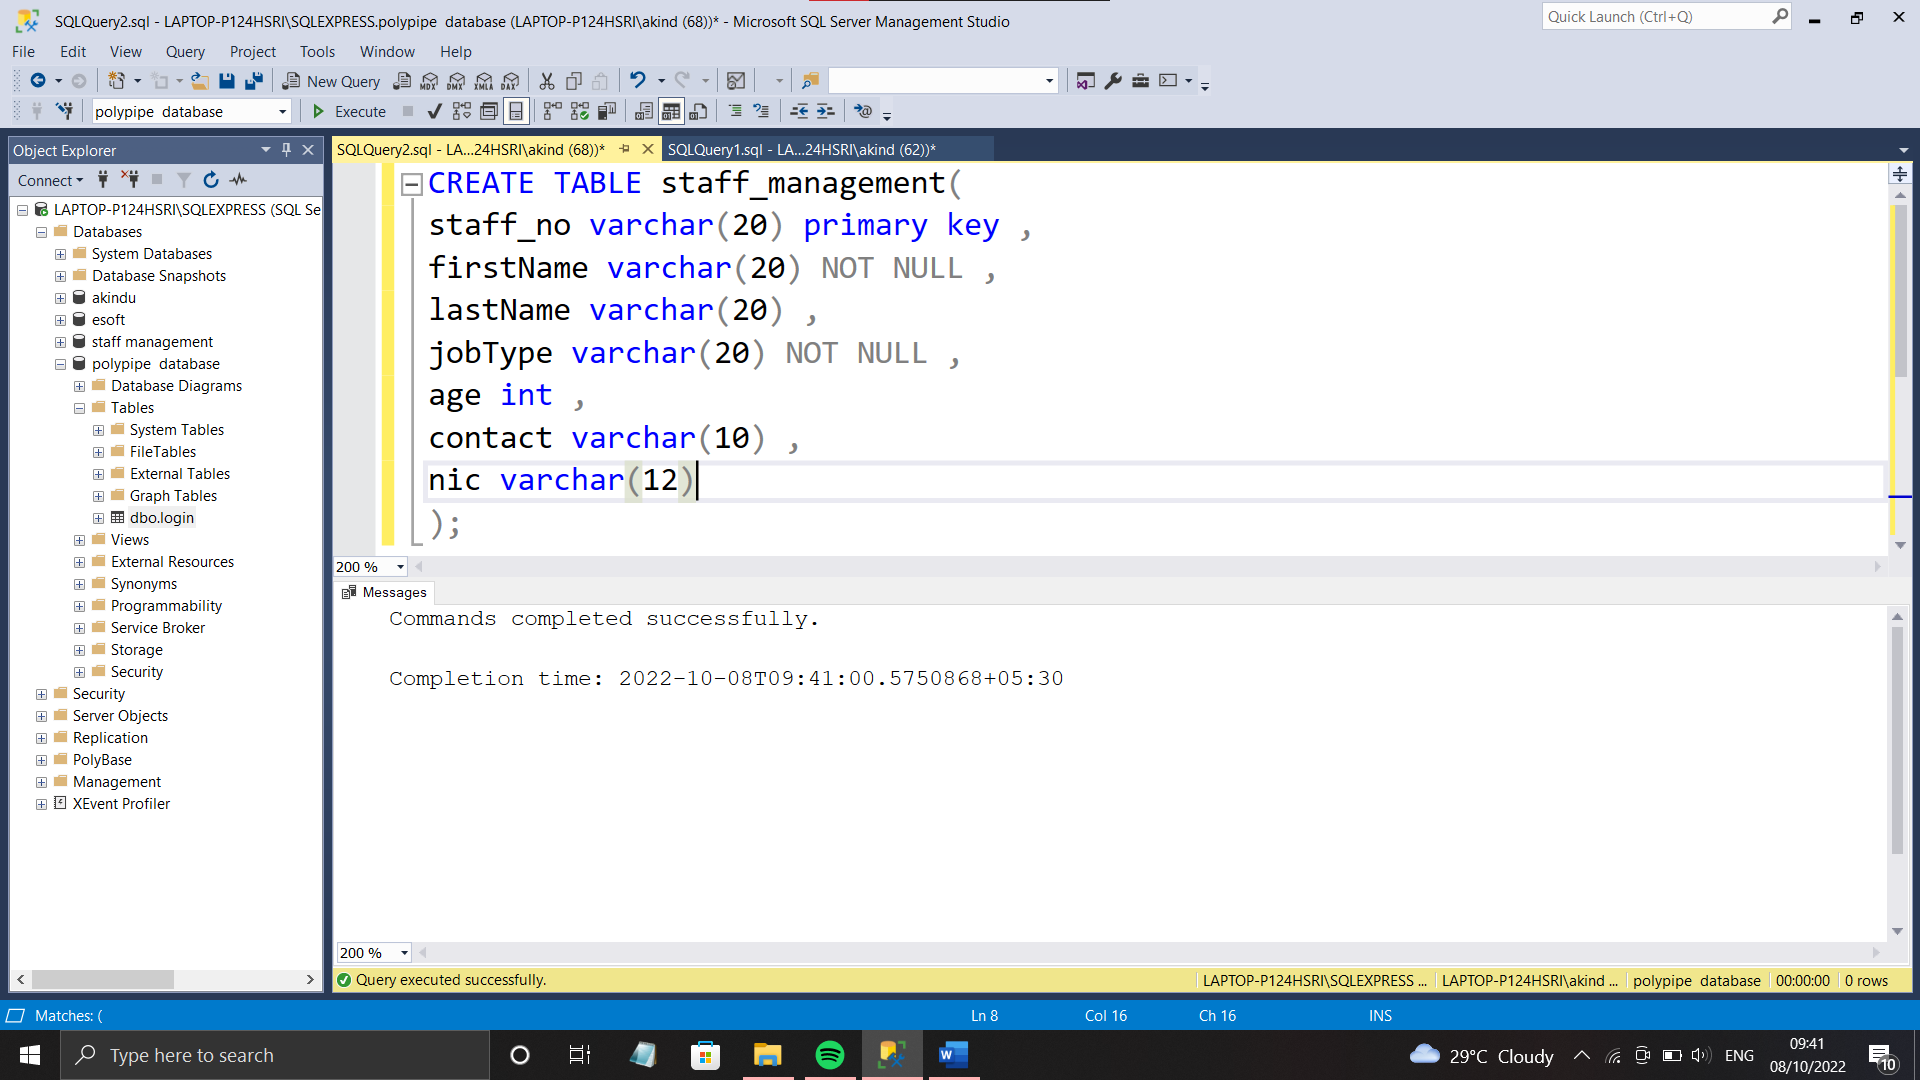 SQLQuery2.sql - LAPTOP-P124HSRI\SQLEXPRESS.polypipe  database (LAPTOP-P124HSRI\akind (68))* - Microsoft SQL Server Management Studio
Quick Launch (Ctrl+Q)
File Edit View Query Project Tools Window Help
New Query MDX DMX XMLA DAX
polypipe  database Execute
Object Explorer
SQLQuery2.sql - LA...24HSRI\akind (68))* SQLQuery1.sql - LA...24HSRI\akind (62))*
Connect
LAPTOP-P124HSRI\SQLEXPRESS (SQL Se
Databases
System Databases
Database Snapshots
akindu
esoft
staff management
polypipe  database
Database Diagrams
Tables
System Tables
FileTables
External Tables
Graph Tables
dbo.login
Views
External Resources
Synonyms
Programmability
Service Broker
Storage
Security
Security
Server Objects
Replication
PolyBase
Management
XEvent Profiler
CREATE TABLE staff_management(
staff_no varchar(20) primary key ,
firstName varchar(20) NOT NULL ,
lastName varchar(20) ,
jobType varchar(20) NOT NULL ,
age int ,
contact varchar(10) ,
nic varchar(12)
);
200 %
Messages
Commands completed successfully.
Completion time: 2022-10-08T09:41:00.5750868+05:30
200 %
Query executed successfully. LAPTOP-P124HSRI\SQLEXPRESS ... LAPTOP-P124HSRI\akind ... polypipe  database 00:00:00 0 rows
Matches: ( Ln 8 Col 16 Ch 16 INS
Type here to search
29°C Cloudy ENG 09:41
08/10/2022 10